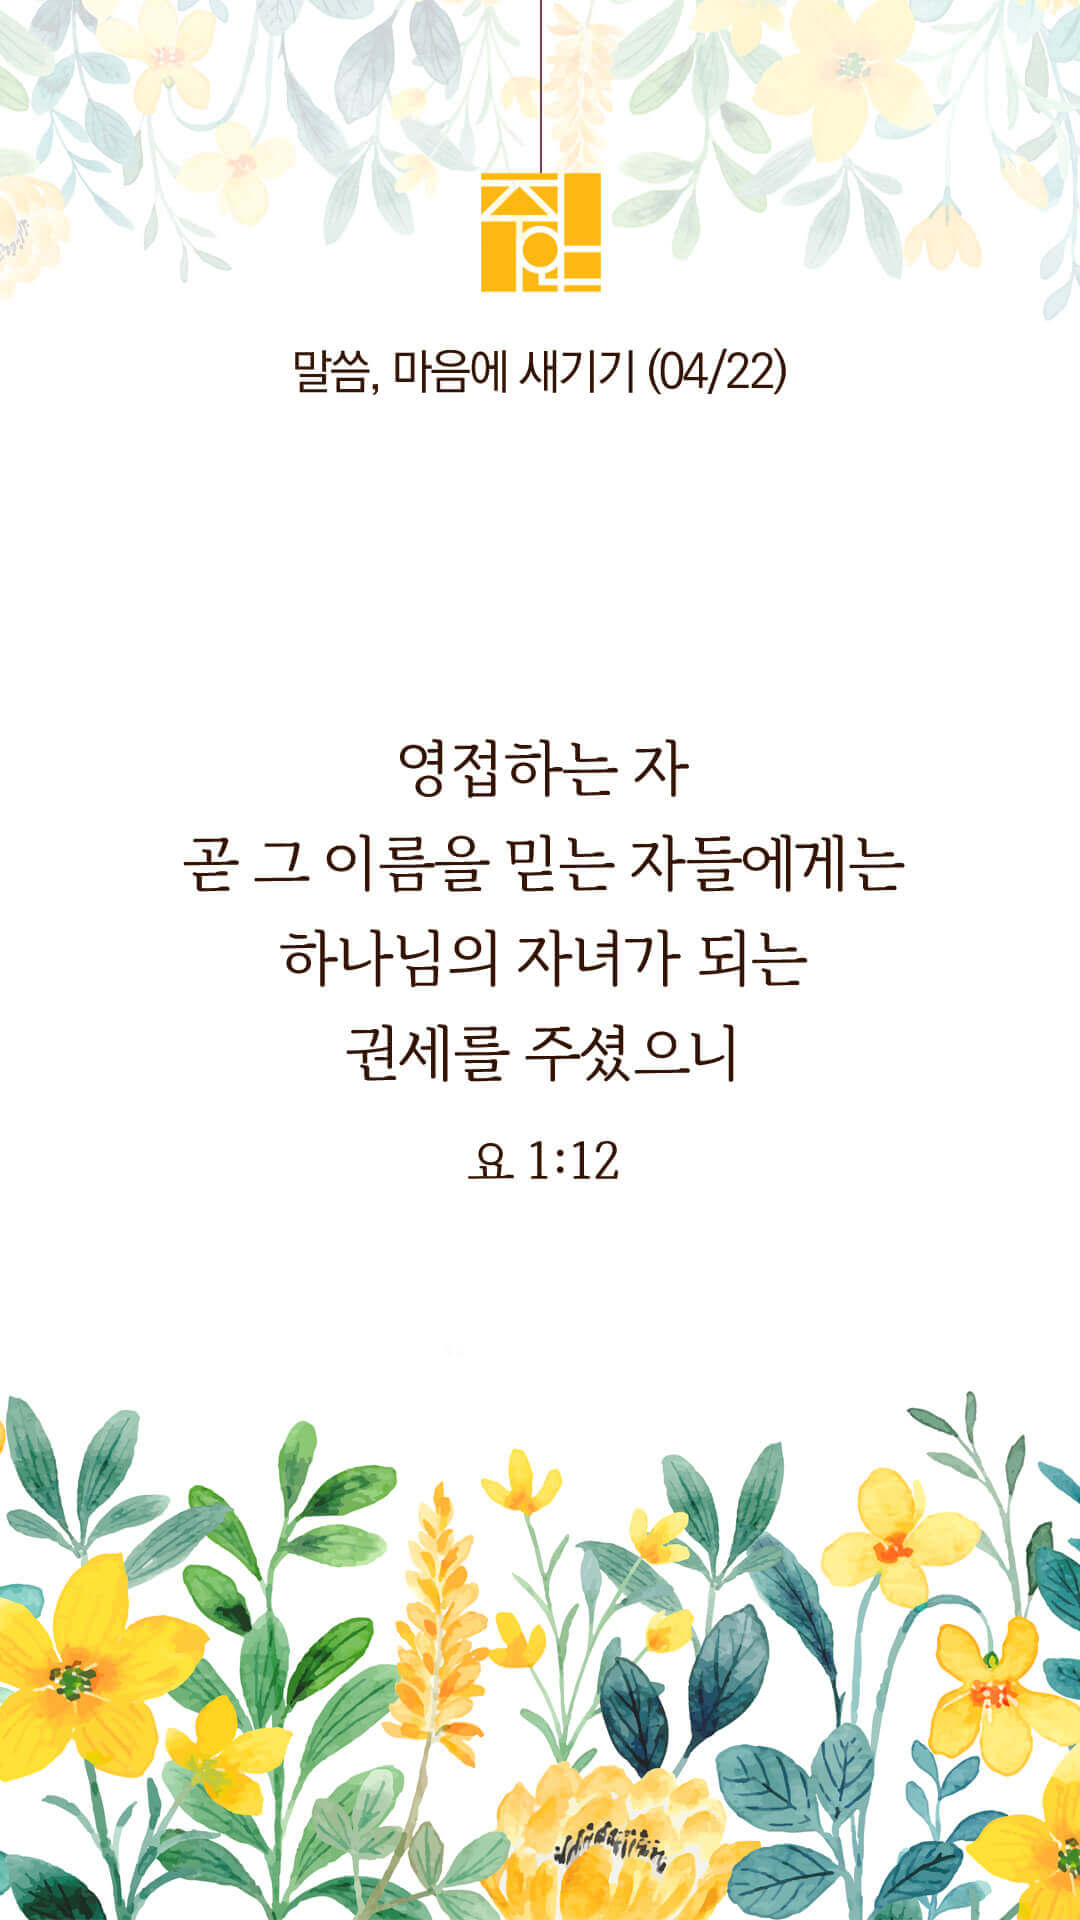 주안
말씀, 마음에 새기기 (04/22)
영접하는 자
곧 그 이름을 믿는 자들에게는
하나님의 자녀가 되는
권세를 주셨으니
요 1:12